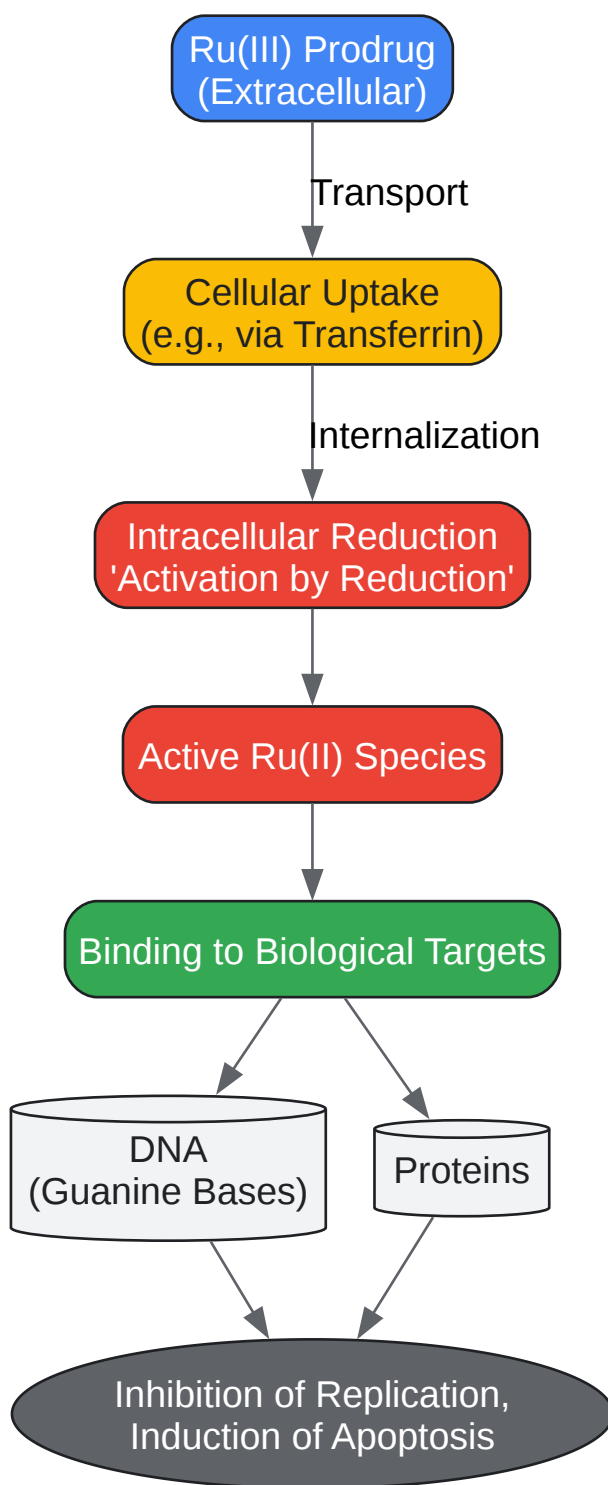 Ru(III) Prodrug
(Extracellular)
Transport
Cellular Uptake
(e.g., via Transferrin)
Internalization
Intracellular Reduction
'Activation by Reduction'
Active Ru(II) Species
Binding to Biological Targets
DNA
(Guanine Bases)
Proteins
Inhibition of Replication,
Induction of Apoptosis